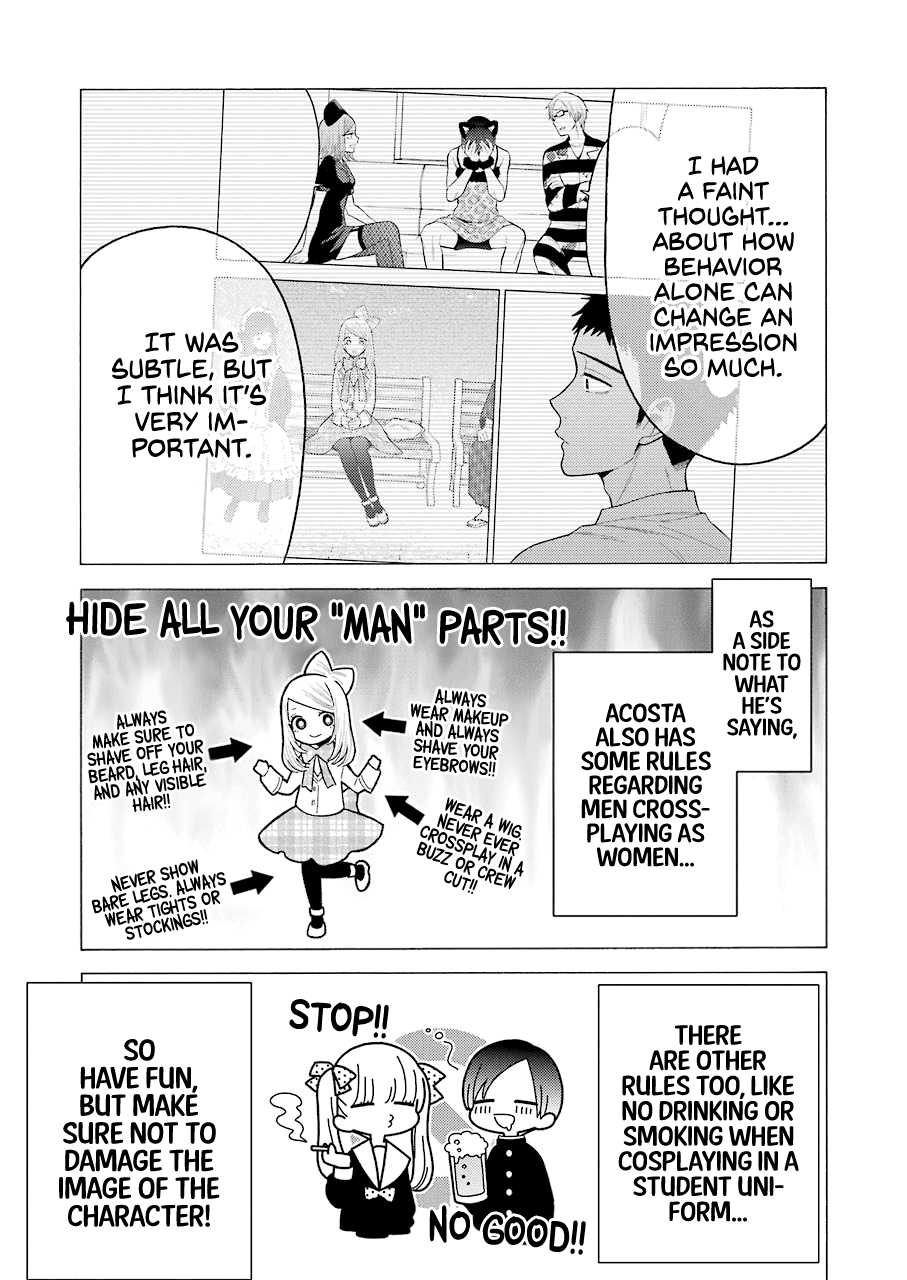 I HAD
A FAINT
THOUGHT...
ABOUT HOW
BEHAVIOR
ALONE CAN
CHANGE AN
IMPRESSION
SO MUCH.
IT WAS
SUBTLE, BUT
I THINK IT'S
VERY IM-
PORTANT.
AS
A SIDE
NOTE TO
WHAT
HE'S
SAYING,
ACOSTA
ALSO HAS
SOME RULES
REGARDING
MEN CROSS-
PLAYING AS
WOMEN...
HIDE ALL YOUR "MAN" PARTS!!
ALWAYS
WEAR MAKEUP
AND ALWAYS
SHAVE YOUR
EYEBROWS!!
ALWAYS
MAKE SURE TO
SHAVE OFF YOUR
BEARD, LEG HAIR,
AND ANY VISIBLE
HAIR!!
WEAR A WIG.
NEVER EVER
CROSSPLAY IN A
BUZZ OR CREW
CUT!!
NEVER SHOW
BARE LEGS. ALWAYS
WEAR TIGHTS OR
STOCKINGS!!
THERE
ARE OTHER
RULES TOO, LIKE
NO DRINKING OR
SMOKING WHEN
COSPLAYING IN A
STUDENT UNI-
FORM...
STOP!!
NO GOOD!!
SO
HAVE FUN,
BUT MAKE
SURE NOT TO
DAMAGE THE
IMAGE OF THE
CHARACTER!